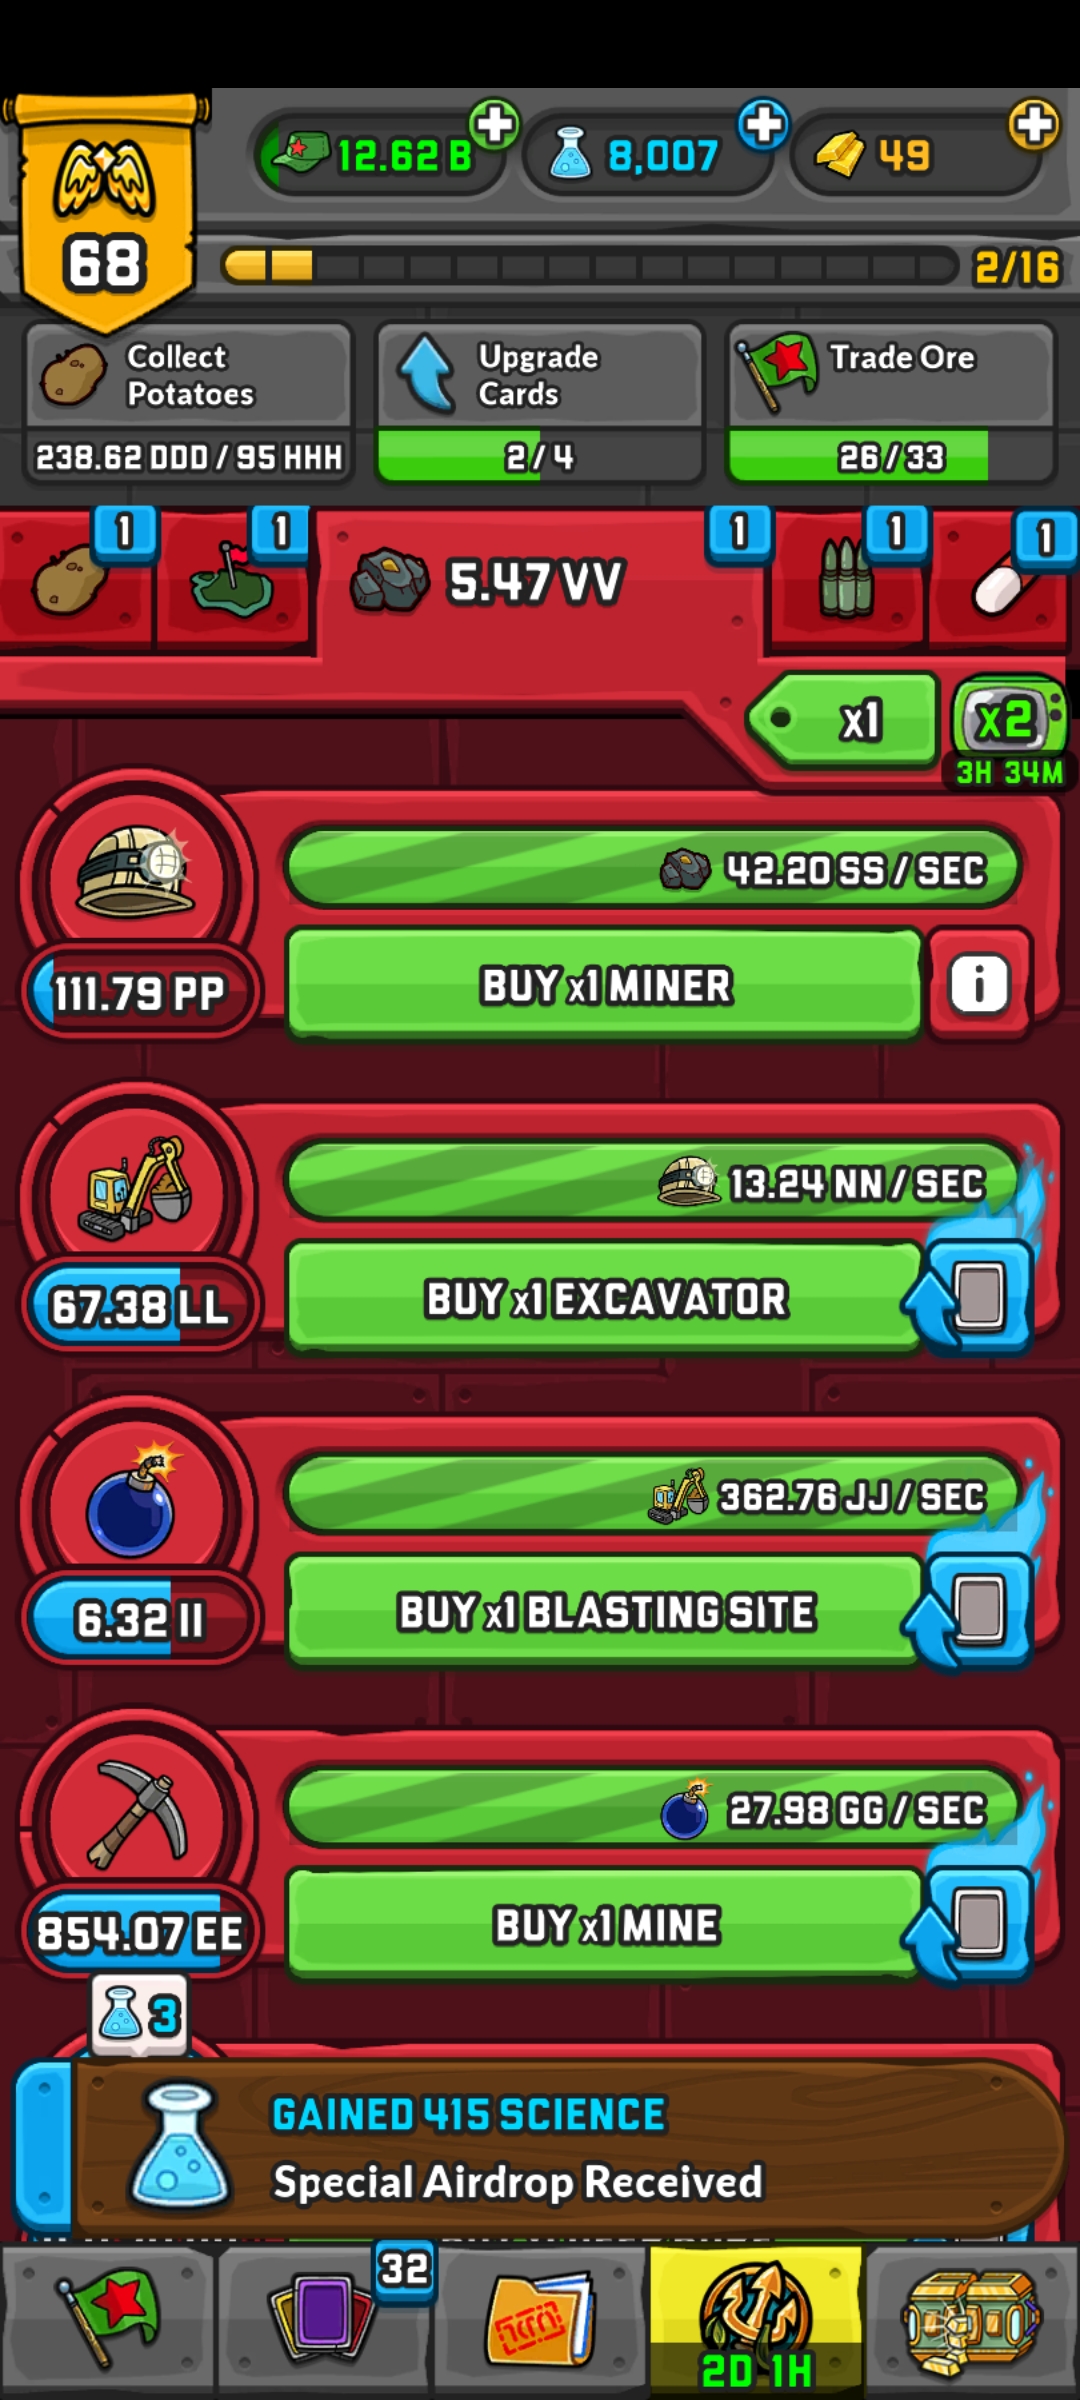 12.62 B
8,007
49
68
2/16
Collect
Potatoes
Upgrade
Cards
Trade Ore
238.62 DDD / 95 HHH
2/4
26/33
1
1
5.47 VV
1
1
1
x1
x2
3H 34M
42.20 SS / SEC
111.79 PP
BUY x1 MINER
i
13.24 NN / SEC
67.38 LL
BUY x1 EXCAVATOR
362.76 JJ / SEC
6.32 II
BUY x1 BLASTING SITE
27.98 GG / SEC
854.07 EE
BUY x1 MINE
3
GAINED 415 SCIENCE
Special Airdrop Received
32
2D 1H